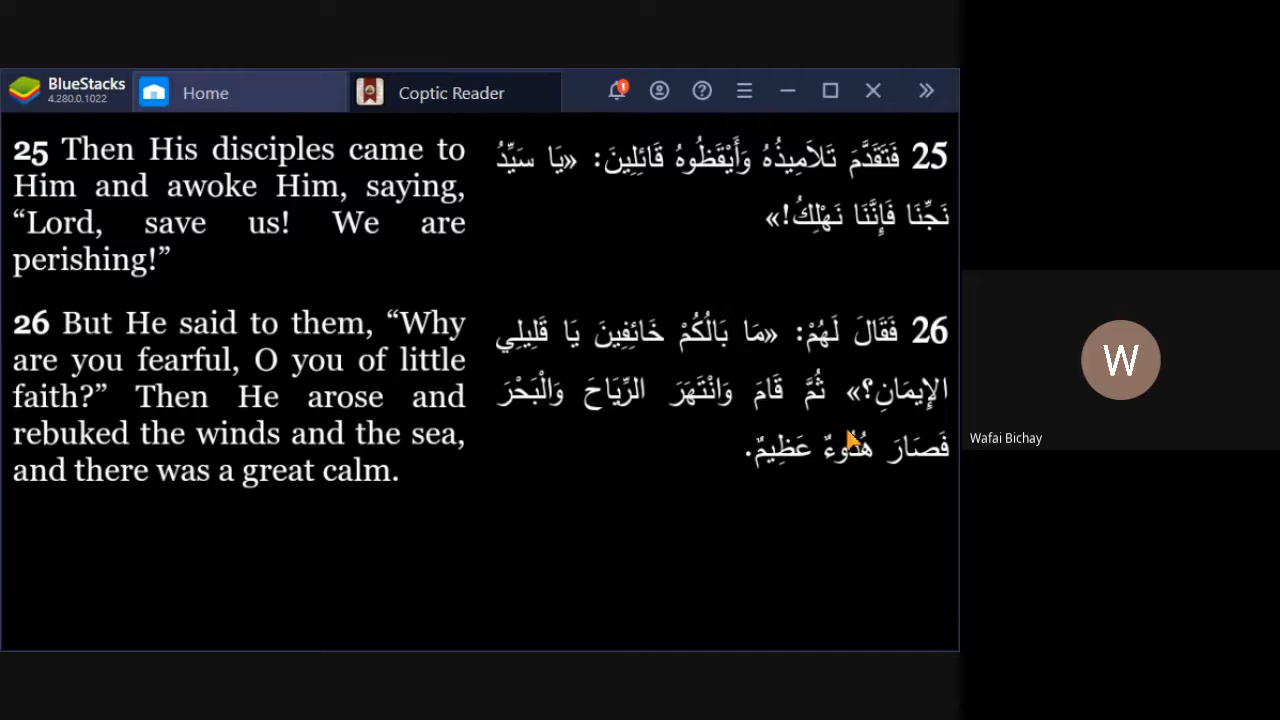 BlueStacks
4.280.0.1022
Home
Coptic Reader
1
25 Then His disciples came to
Him and awoke Him, saying,
“Lord, save us! We are
perishing!”
25 فَتَقَدَّمَ تَلاَمِيذُهُ وَأَيْقَظُوهُ قَائِلِينَ: «يَا سَيِّدُ
نَجِّنَا فَإِنَّنَا نَهْلِكُ!»
26 But He said to them, “Why
are you fearful, O you of little
faith?” Then He arose and
rebuked the winds and the sea,
and there was a great calm.
26 فَقَالَ لَهُمْ: «مَا بَالُكُمْ خَائِفِينَ يَا قَلِيلِي
الإِيمَانِ؟» ثُمَّ قَامَ وَانْتَهَرَ الرِّيَاحَ وَالْبَحْرَ
فَصَارَ هُدُوءٌ عَظِيمٌ.
W
Wafai Bichay